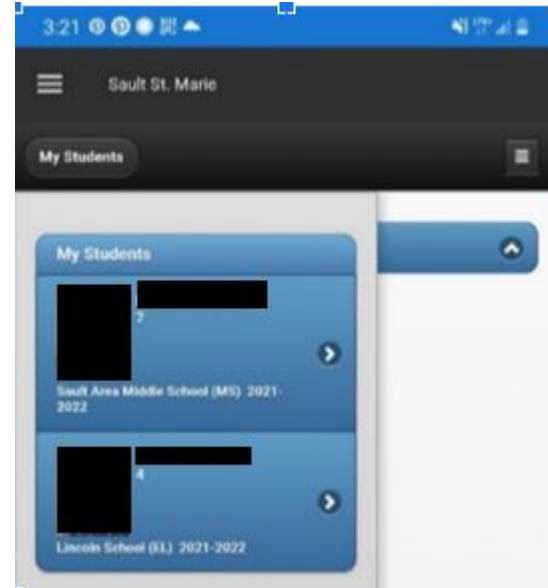 3:21
Sault St. Marie
My Students
My Students
7
Sault Area Middle School (MS) 2021-
2022
4
Lincoln School (EL) 2021-2022